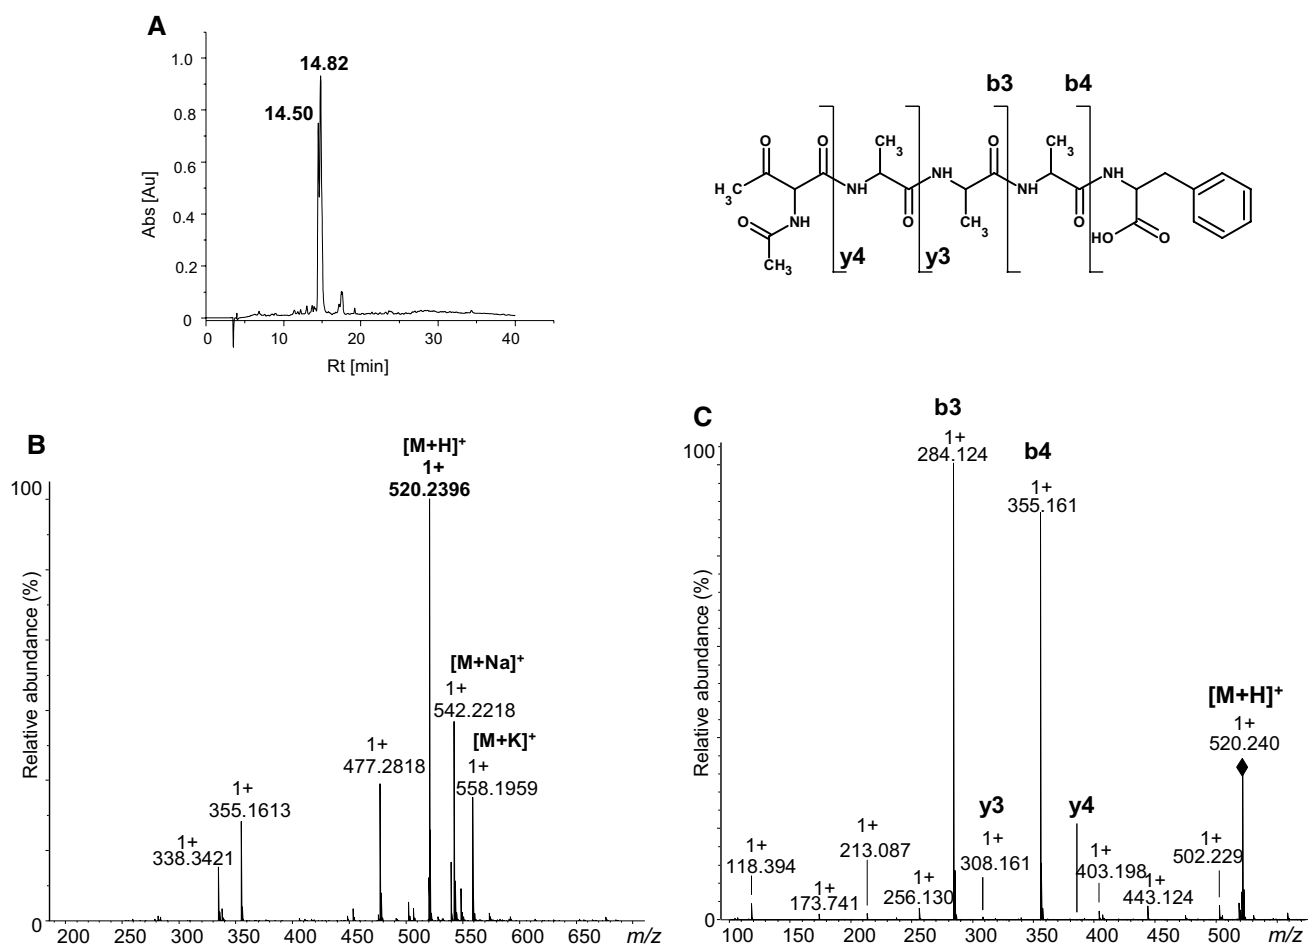 A
14.82
14.50
1.0
0.8
0.6
0.4
0.2
0
Abs [Au]
0 10 20 30 40
Rt [min]
b3 b4
O O CH3 O CH3
NH NH
H3C NH NH
O NH O CH3 O HO O
CH3 y4 y3
B
[M+H]+
1+
520.2396
100
[M+Na]+
1+
542.2218
[M+K]+
1+
558.1959
1+
477.2818
1+
355.1613
1+
338.3421
Relative abundance (%)
0
200 250 300 350 400 450 500 550 600 650 m/z
C
b3
1+
284.124
100
b4
1+
355.161
[M+H]+
1+
520.240
y3
1+
308.161
y4
1+
118.394
1+
173.741
1+
213.087
1+
256.130
1+
403.198
1+
443.124
1+
502.229
Relative abundance (%)
0
100 150 200 250 300 350 400 450 500 m/z